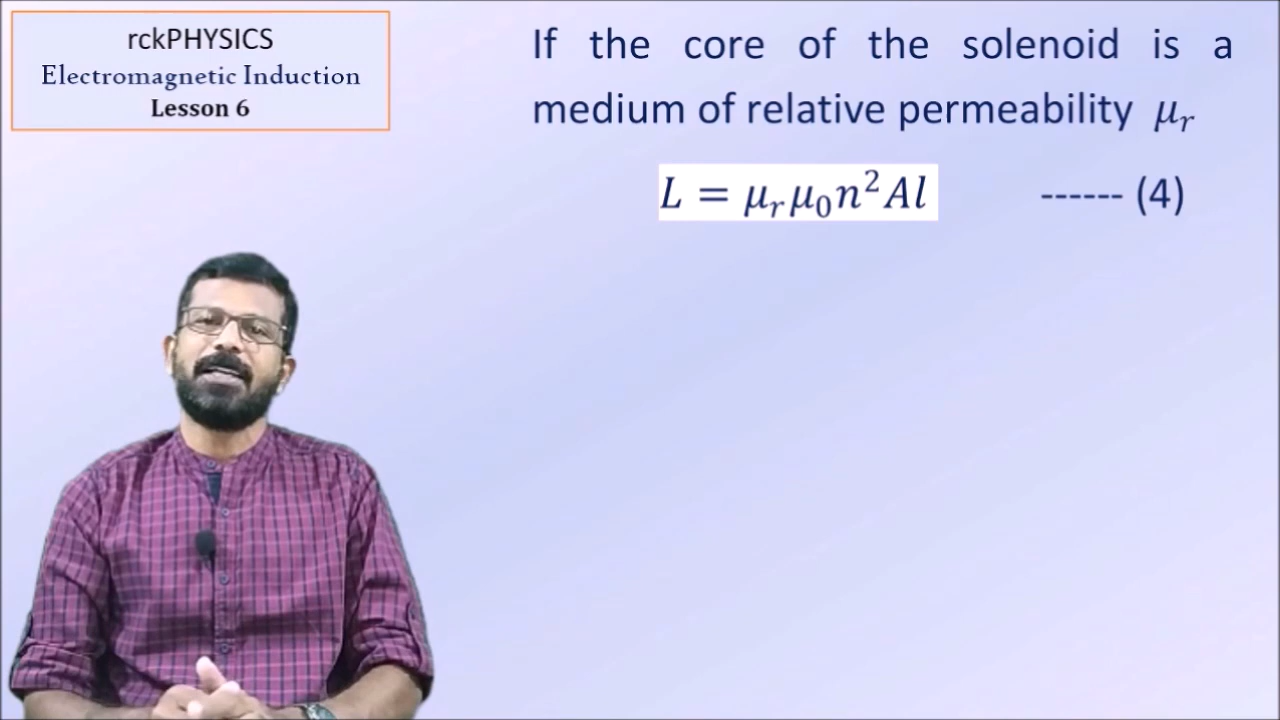 rckPHYSICS
Electromagnetic Induction
Lesson 6
If the core of the solenoid is a
medium of relative permeability μᵣ
L = μᵣμ₀n²Al ------ (4)